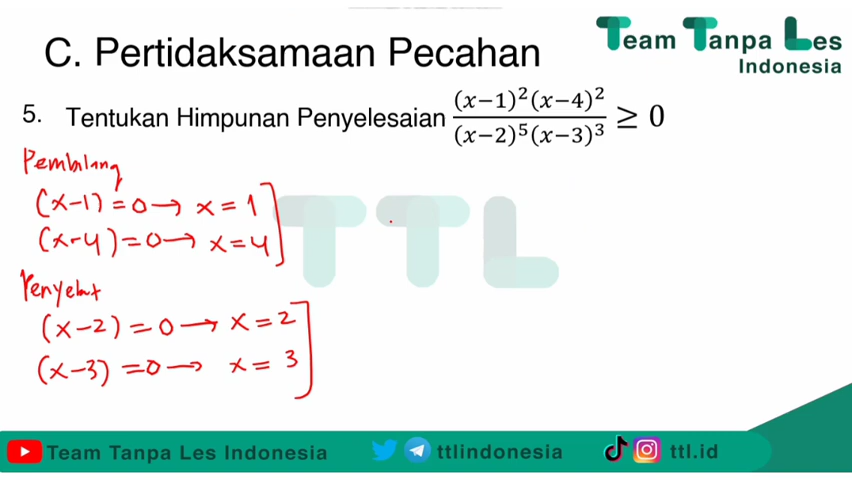 C. Pertidaksamaan Pecahan
Team Tanpa Les
Indonesia
5. Tentukan Himpunan Penyelesaian \frac{(x−1)^2(x−4)^2}{(x−2)^5(x−3)^3} ≥ 0
Pembilang
(x-1) = 0 → x = 1
(x-4) = 0 → x = 4
TTL
Penyebut
(x-2) = 0 → x = 2
(x-3) = 0 → x = 3
Team Tanpa Les Indonesia ttlindonesia ttl.id